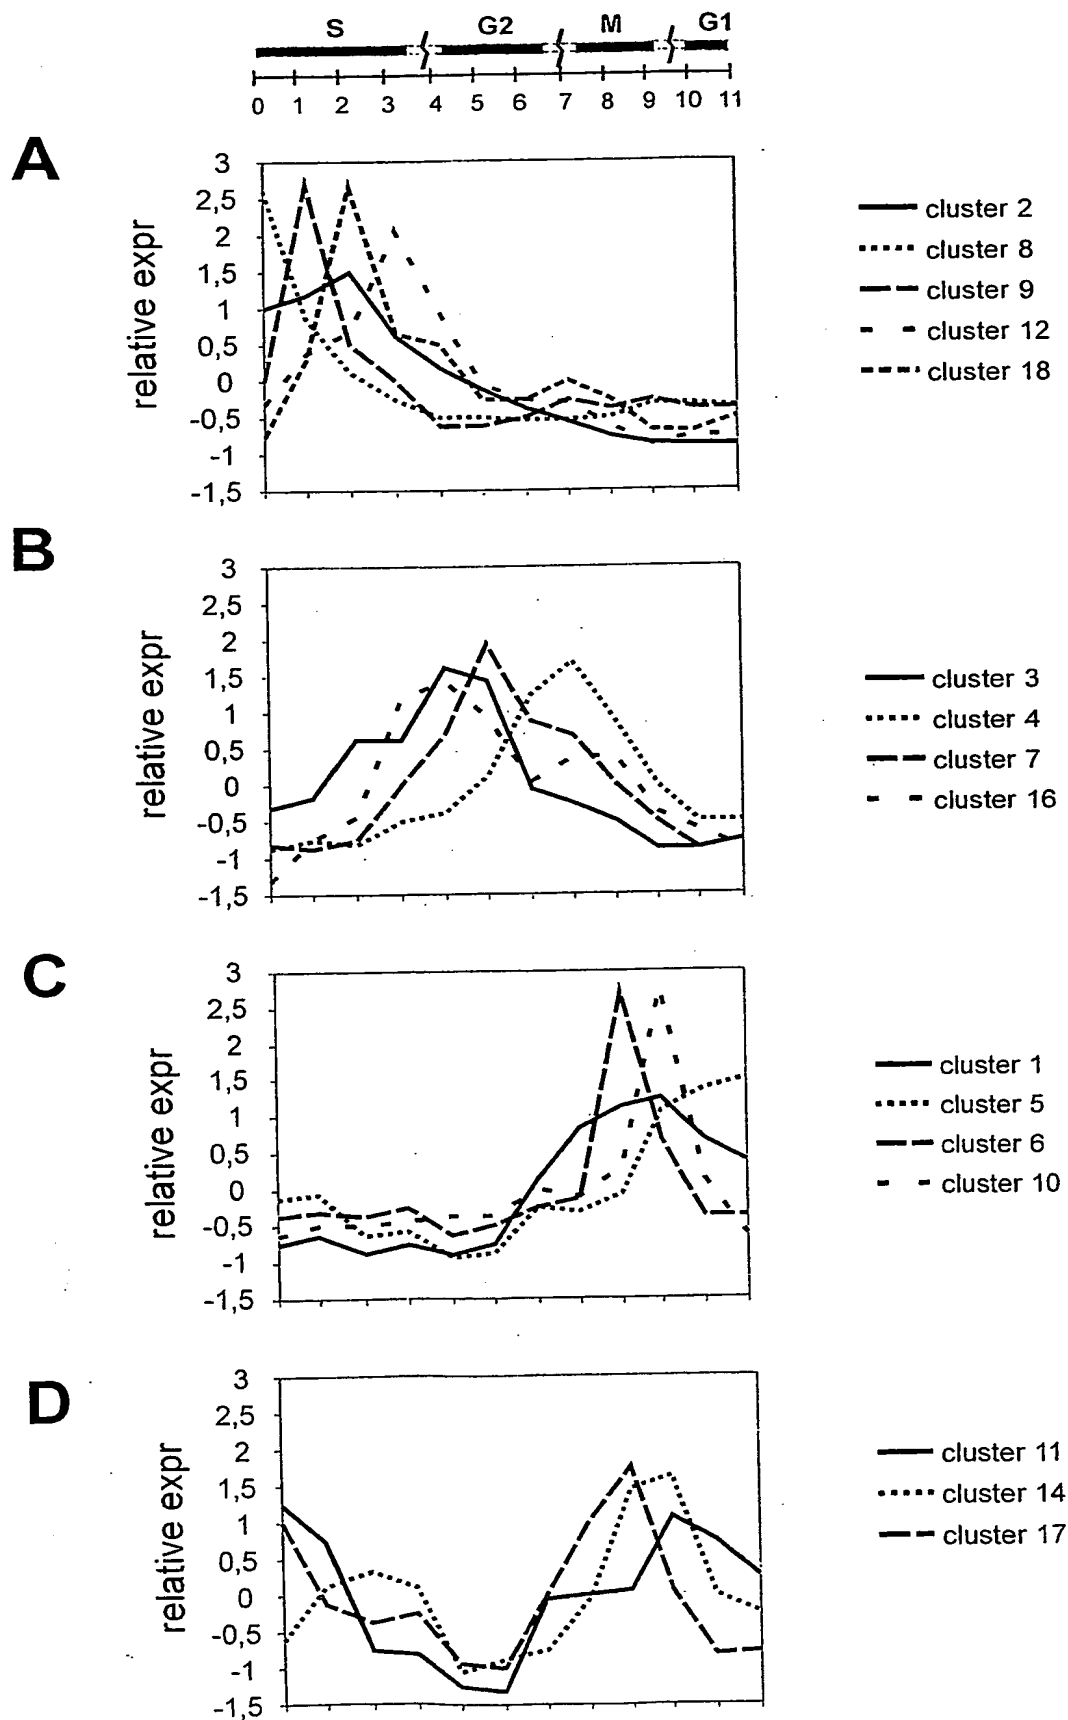 S G2 M G1
0 1 2 3 4 5 6 7 8 9 10 11
A
3
2,5
2
1,5
1
0,5
0
-0,5
-1
-1,5
relative expr
cluster 2
cluster 8
cluster 9
cluster 12
cluster 18
B
3
2,5
2
1,5
1
0,5
0
-0,5
-1
-1,5
relative expr
cluster 3
cluster 4
cluster 7
cluster 16
C
3
2,5
2
1,5
1
0,5
0
-0,5
-1
-1,5
relative expr
cluster 1
cluster 5
cluster 6
cluster 10
D
3
2,5
2
1,5
1
0,5
0
-0,5
-1
-1,5
relative expr
cluster 11
cluster 14
cluster 17